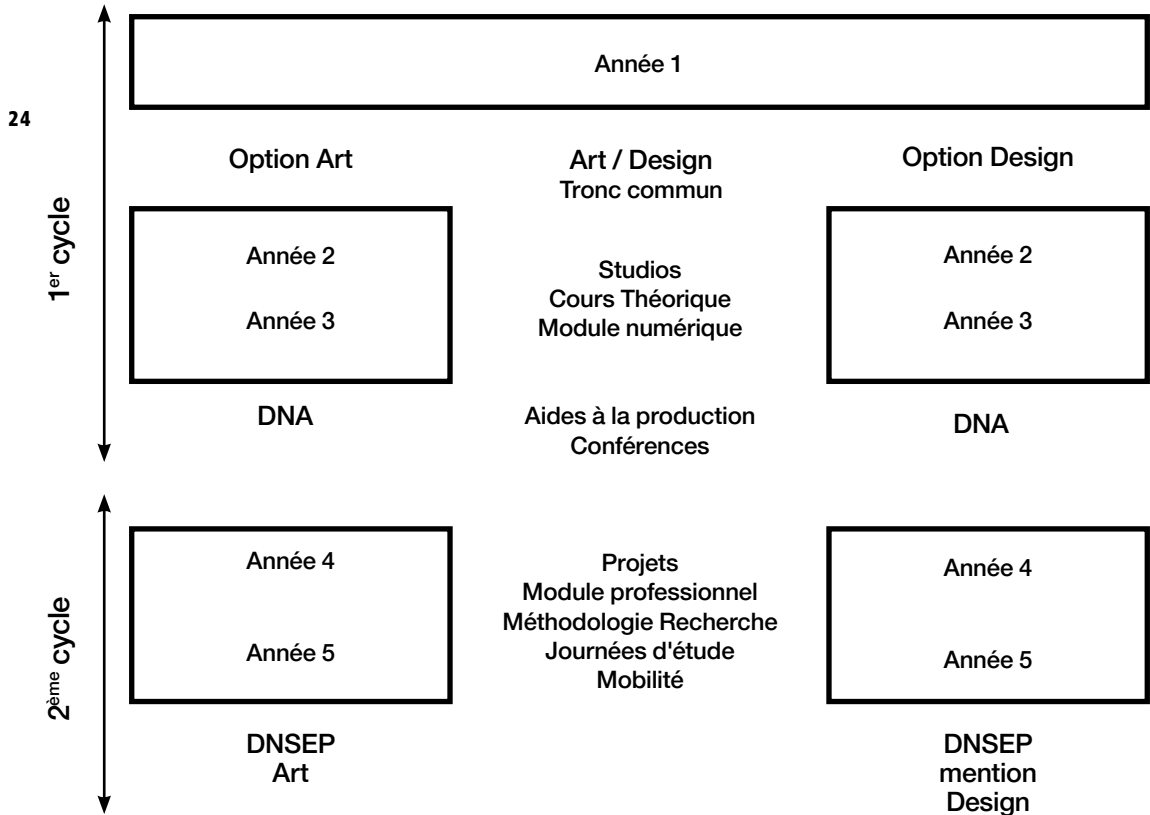 24
1er cycle
Année 1
Option Art
Art / Design
Tronc commun
Option Design
Année 2
Année 3
Studios
Cours Théorique
Module numérique
Année 2
Année 3
DNA
Aides à la production
Conférences
DNA
2ème cycle
Année 4
Année 5
Projets
Module professionnel
Méthodologie Recherche
Journées d'étude
Mobilité
Année 4
Année 5
DNSEP
Art
DNSEP
mention
Design